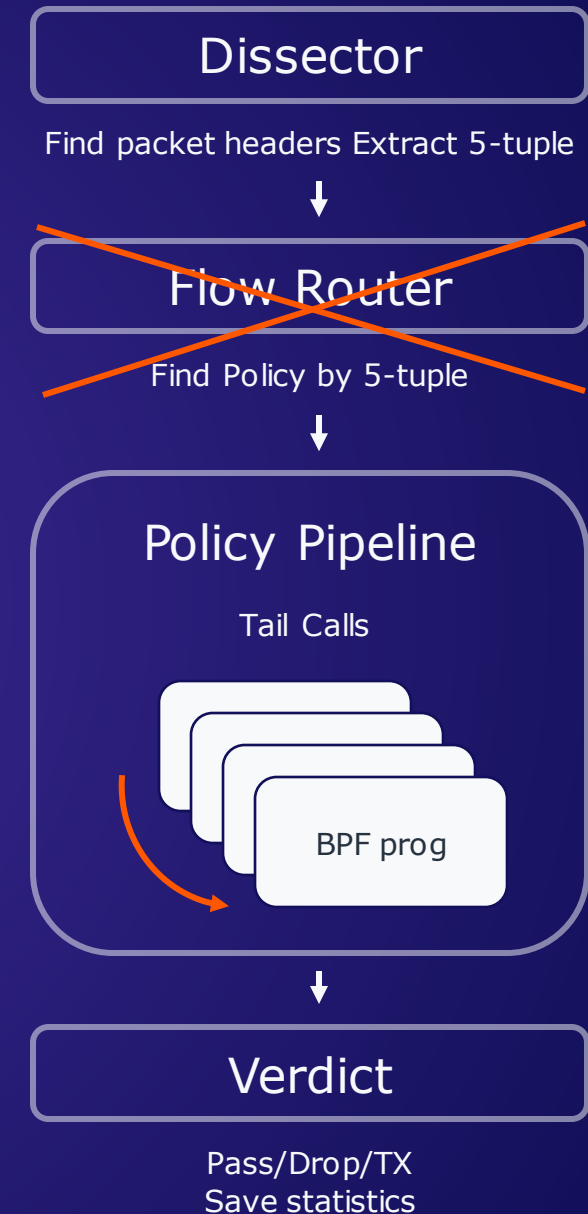 Dissector
Find packet headers Extract 5-tuple
Flow Router
Find Policy by 5-tuple
Policy Pipeline
Tail Calls
BPF prog
Verdict
Pass/Drop/TX
Save statistics